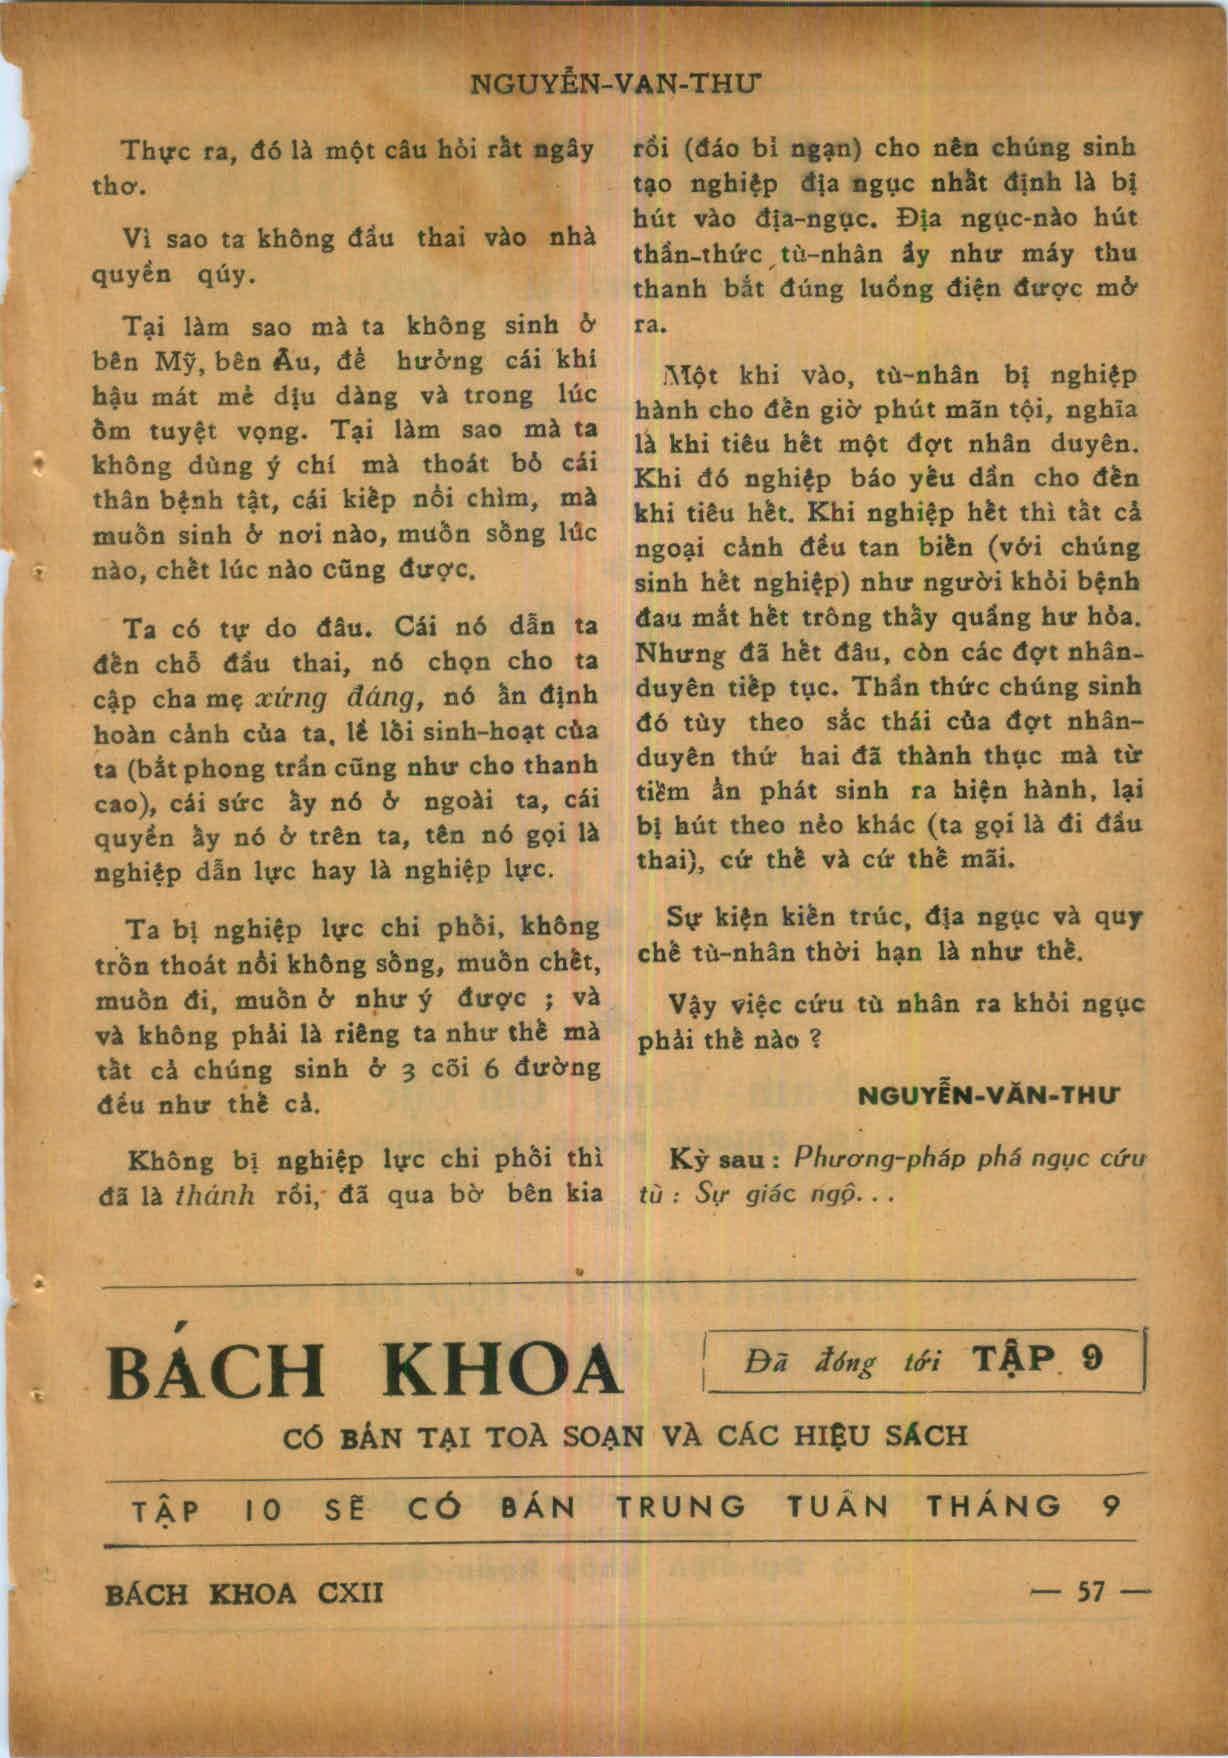 NGUYỄN-VAN-THƯ
Thực ra, đó là một câu hỏi rất ngây
thơ.
Vì sao ta không đầu thai vào nhà
quyền qúy.
Tại làm sao mà ta không sinh ở
bên Mỹ, bên Âu, để hưởng cái khí
hậu mát mẻ dịu dàng và trong lúc
ốm tuyệt vọng. Tại làm sao mà ta
không dùng ý chí mà thoát bỏ cái
thân bệnh tật, cái kiếp nổi chìm, mà
muốn sinh ở nơi nào, muốn sống lúc
nào, chết lúc nào cũng được.
Ta có tự do đâu. Cái nó dẫn ta
đến chỗ đầu thai, nó chọn cho ta
cặp cha mẹ xứng đáng, nó ấn định
hoàn cảnh của ta, lề lối sinh-hoạt của
ta (bắt phong trần cũng như cho thanh
cao), cái sức ấy nó ở ngoài ta, cái
quyền ấy nó ở trên ta, tên nó gọi là
nghiệp dẫn lực hay là nghiệp lực.
Ta bị nghiệp lực chi phối, không
trốn thoát nổi không sống, muốn chết,
muốn đi, muốn ở như ý được ; và
và không phải là riêng ta như thế mà
tất cả chúng sinh ở 3 cõi 6 đường
đều như thế cả.
Không bị nghiệp lực chi phối thì
đã là thánh rồi, đã qua bờ bên kia
rồi (đáo bỉ ngạn) cho nên chúng sinh
tạo nghiệp địa ngục nhất định là bị
hút vào địa-ngục. Địa ngục-nào hút
thần-thức tù-nhân ấy như máy thu
thanh bắt đúng luồng điện được mở
ra.
Một khi vào, tù-nhân bị nghiệp
hành cho đến giờ phút mãn tội, nghĩa
là khi tiêu hết một đợt nhân duyên.
Khi đó nghiệp báo yếu dần cho đến
khi tiêu hết. Khi nghiệp hết thì tất cả
ngoại cảnh đều tan biến (với chúng
sinh hết nghiệp) như người khỏi bệnh
đau mắt hết trông thấy quầng hư hỏa.
Nhưng đã hết đâu, còn các đợt nhân-
duyên tiếp tục. Thần thức chúng sinh
đó tùy theo sắc thái của đợt nhân-
duyên thứ hai đã thành thục mà từ
tiềm ẩn phát sinh ra hiện hành, lại
bị hút theo nẻo khác (ta gọi là đi đầu
thai), cứ thế và cứ thế mãi.
Sự kiện kiến trúc, địa ngục và quy
chế tù-nhân thời hạn là như thế.
Vậy việc cứu tù nhân ra khỏi ngục
phải thế nào ?
NGUYỄN-VĂN-THƯ
Kỳ sau : Phương-pháp phá ngục cứu
tù : Sự giác ngộ. . .
BÁCH KHOA
Đã đóng tới TẬP 9
CÓ BÁN TẠI TOÀ SOẠN VÀ CÁC HIỆU SÁCH
TẬP 10 SẼ CÓ BÁN TRUNG TUẦN THÁNG 9
BÁCH KHOA CXII
— 57 —